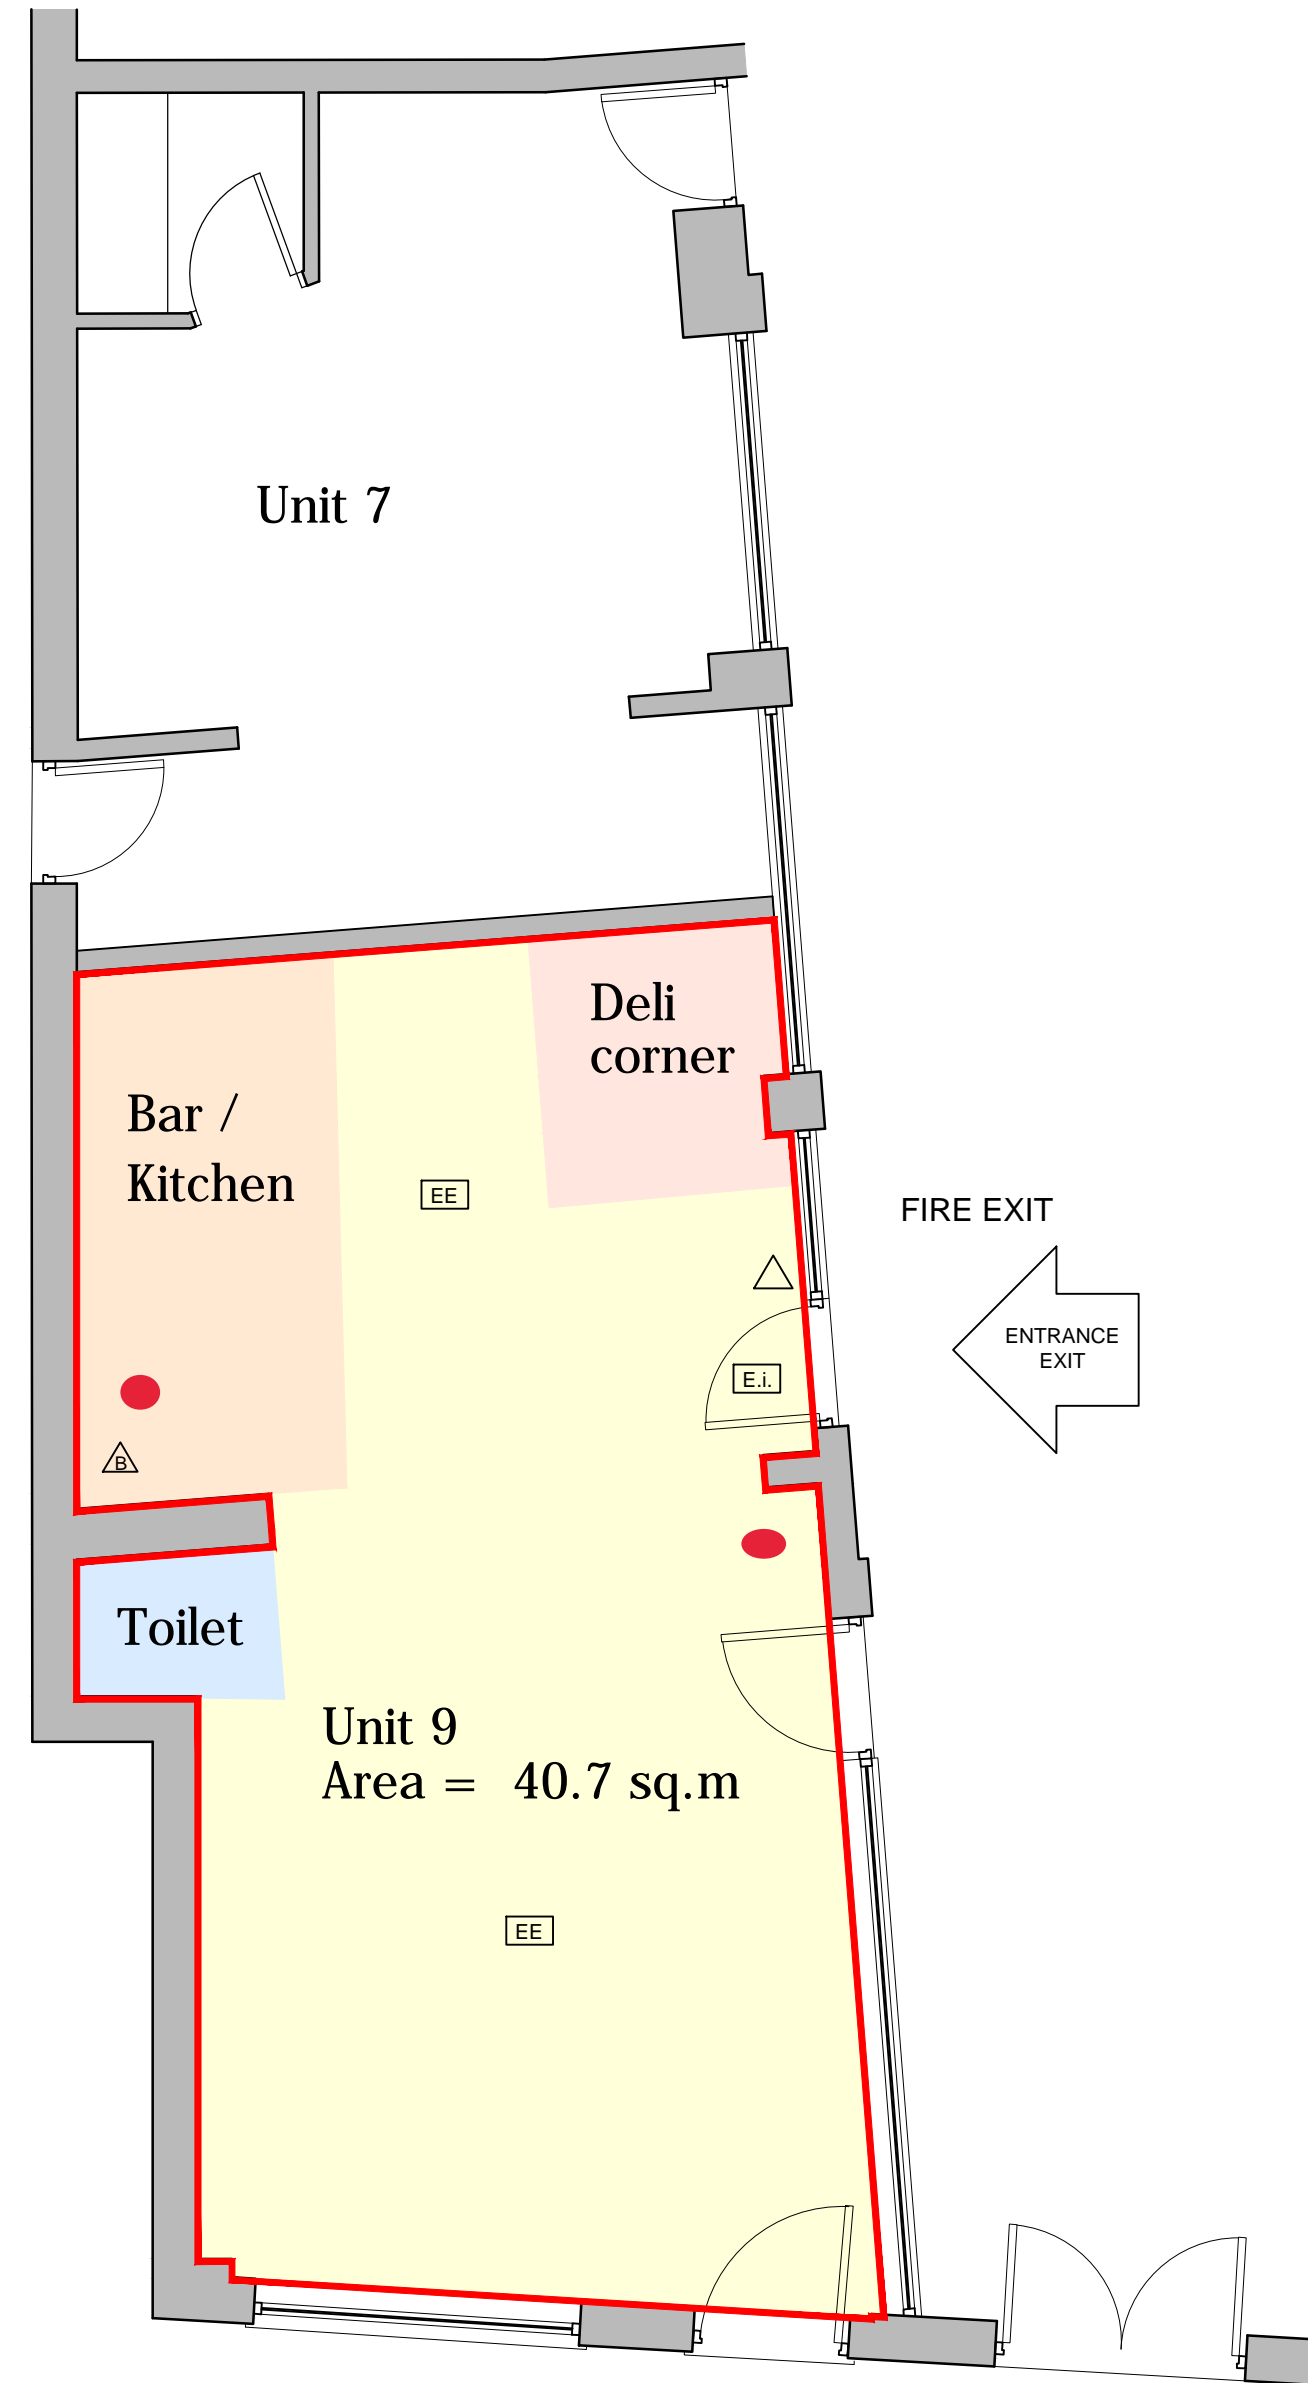 Unit 7
Deli
corner
Bar /
Kitchen
EE
FIRE EXIT
ENTRANCE
EXIT
E.i.
B
Toilet
Unit 9
Area = 40.7 sq.m
EE